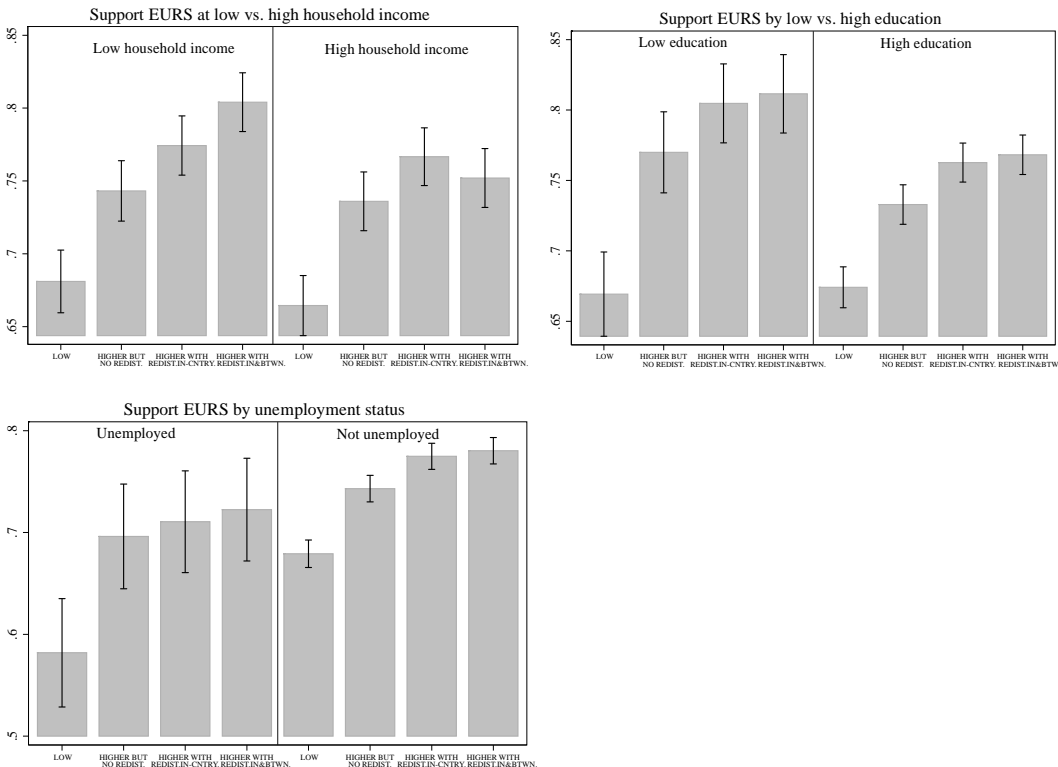 Support EURS at low vs. high household income
Low household income
High household income
.85
.8
.75
.7
.65
LOW
HIGHER BUT
NO REDIST.
HIGHER WITH
REDIST.IN-CNTRY.
HIGHER WITH
REDIST.IN&BTWN.
LOW
HIGHER BUT
NO REDIST.
HIGHER WITH
REDIST.IN-CNTRY.
HIGHER WITH
REDIST.IN&BTWN.
Support EURS by low vs. high education
Low education
High education
.85
.8
.75
.7
.65
LOW
HIGHER BUT
NO REDIST.
HIGHER WITH
REDIST.IN-CNTRY.
HIGHER WITH
REDIST.IN&BTWN.
LOW
HIGHER BUT
NO REDIST.
HIGHER WITH
REDIST.IN-CNTRY.
HIGHER WITH
REDIST.IN&BTWN.
Support EURS by unemployment status
Unemployed
Not unemployed
.8
.7
.6
.5
LOW
HIGHER BUT
NO REDIST.
HIGHER WITH
REDIST.IN-CNTRY.
HIGHER WITH
REDIST.IN&BTWN.
LOW
HIGHER BUT
NO REDIST.
HIGHER WITH
REDIST.IN-CNTRY.
HIGHER WITH
REDIST.IN&BTWN.